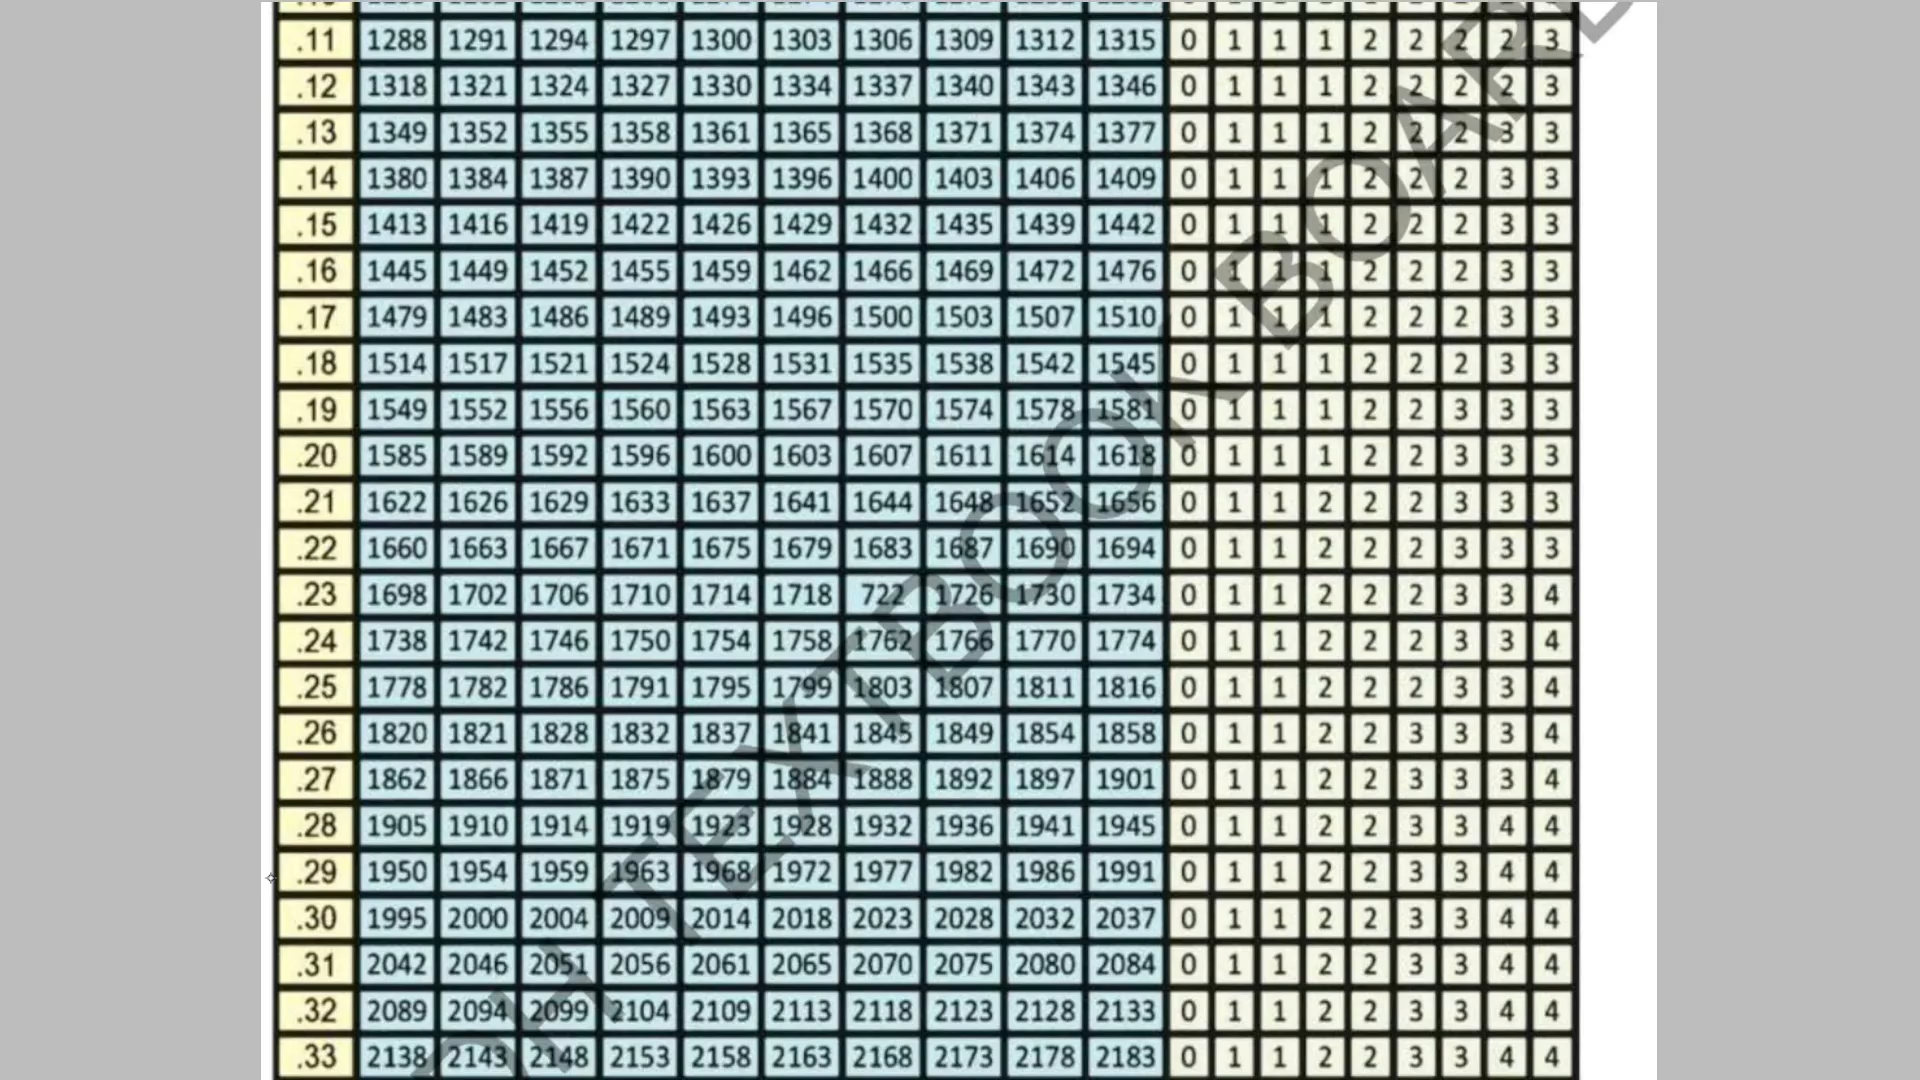 .11 1288 1291 1294 1297 1300 1303 1306 1309 1312 1315 0 1 1 1 2 2 2 2 3
.12 1318 1321 1324 1327 1330 1334 1337 1340 1343 1346 0 1 1 1 2 2 2 2 3
.13 1349 1352 1355 1358 1361 1365 1368 1371 1374 1377 0 1 1 1 2 2 2 3 3
.14 1380 1384 1387 1390 1393 1396 1400 1403 1406 1409 0 1 1 1 2 2 2 3 3
.15 1413 1416 1419 1422 1426 1429 1432 1435 1439 1442 0 1 1 1 2 2 2 3 3
.16 1445 1449 1452 1455 1459 1462 1466 1469 1472 1476 0 1 1 1 2 2 2 3 3
.17 1479 1483 1486 1489 1493 1496 1500 1503 1507 1510 0 1 1 1 2 2 2 3 3
.18 1514 1517 1521 1524 1528 1531 1535 1538 1542 1545 0 1 1 1 2 2 2 3 3
.19 1549 1552 1556 1560 1563 1567 1570 1574 1578 1581 0 1 1 1 2 2 3 3 3
.20 1585 1589 1592 1596 1600 1603 1607 1611 1614 1618 0 1 1 1 2 2 3 3 3
.21 1622 1626 1629 1633 1637 1641 1644 1648 1652 1656 0 1 1 2 2 2 3 3 3
.22 1660 1663 1667 1671 1675 1679 1683 1687 1690 1694 0 1 1 2 2 2 3 3 3
.23 1698 1702 1706 1710 1714 1718 722 1726 1730 1734 0 1 1 2 2 2 3 3 4
.24 1738 1742 1746 1750 1754 1758 1762 1766 1770 1774 0 1 1 2 2 2 3 3 4
.25 1778 1782 1786 1791 1795 1799 1803 1807 1811 1816 0 1 1 2 2 2 3 3 4
.26 1820 1821 1828 1832 1837 1841 1845 1849 1854 1858 0 1 1 2 2 3 3 3 4
.27 1862 1866 1871 1875 1879 1884 1888 1892 1897 1901 0 1 1 2 2 3 3 3 4
.28 1905 1910 1914 1919 1923 1928 1932 1936 1941 1945 0 1 1 2 2 3 3 4 4
.29 1950 1954 1959 1963 1968 1972 1977 1982 1986 1991 0 1 1 2 2 3 3 4 4
.30 1995 2000 2004 2009 2014 2018 2023 2028 2032 2037 0 1 1 2 2 3 3 4 4
.31 2042 2046 2051 2056 2061 2065 2070 2075 2080 2084 0 1 1 2 2 3 3 4 4
.32 2089 2094 2099 2104 2109 2113 2118 2123 2128 2133 0 1 1 2 2 3 3 4 4
.33 2138 2143 2148 2153 2158 2163 2168 2173 2178 2183 0 1 1 2 2 3 3 4 4
TEXTBOOK